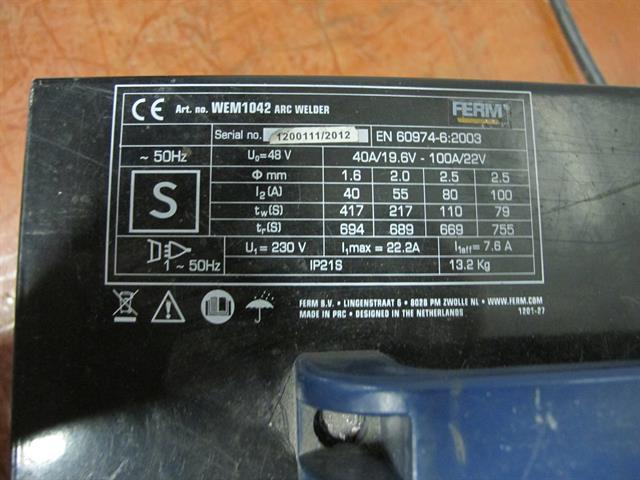 CE Art. no. WEM1042 ARC WELDER FERM
Serial no. 1200111/2012 EN 60974-6:2003
~ 50Hz U₀=48 V 40A/19.6V - 100A/22V
Φ mm 1.6 2.0 2.5 2.5
S I₂(A) 40 55 80 100
tw(S) 417 217 110 79
tr(S) 694 689 669 755
1 ~ 50Hz U₁ = 230 V I₁max = 22.2A I₁eff= 7.6 A
IP21S 13.2 Kg
FERM B.V. • LINGENSTRAAT 6 • 8028 PM ZWOLLE NL • WWW.FERM.COM
MADE IN PRC • DESIGNED IN THE NETHERLANDS 1201-27